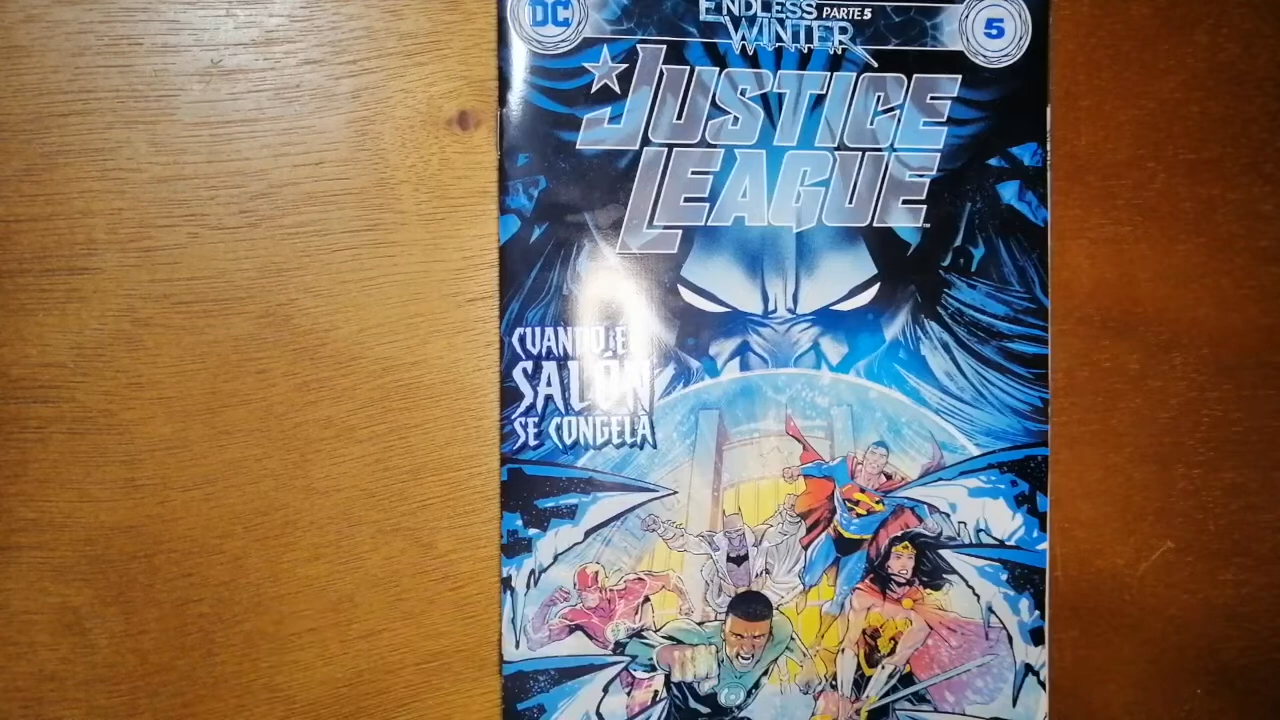 DC
ENDLESS PARTE 5
WINTER
5
JUSTICE
LEAGUE
CUANDO EL
SALÓN
SE CONGELA